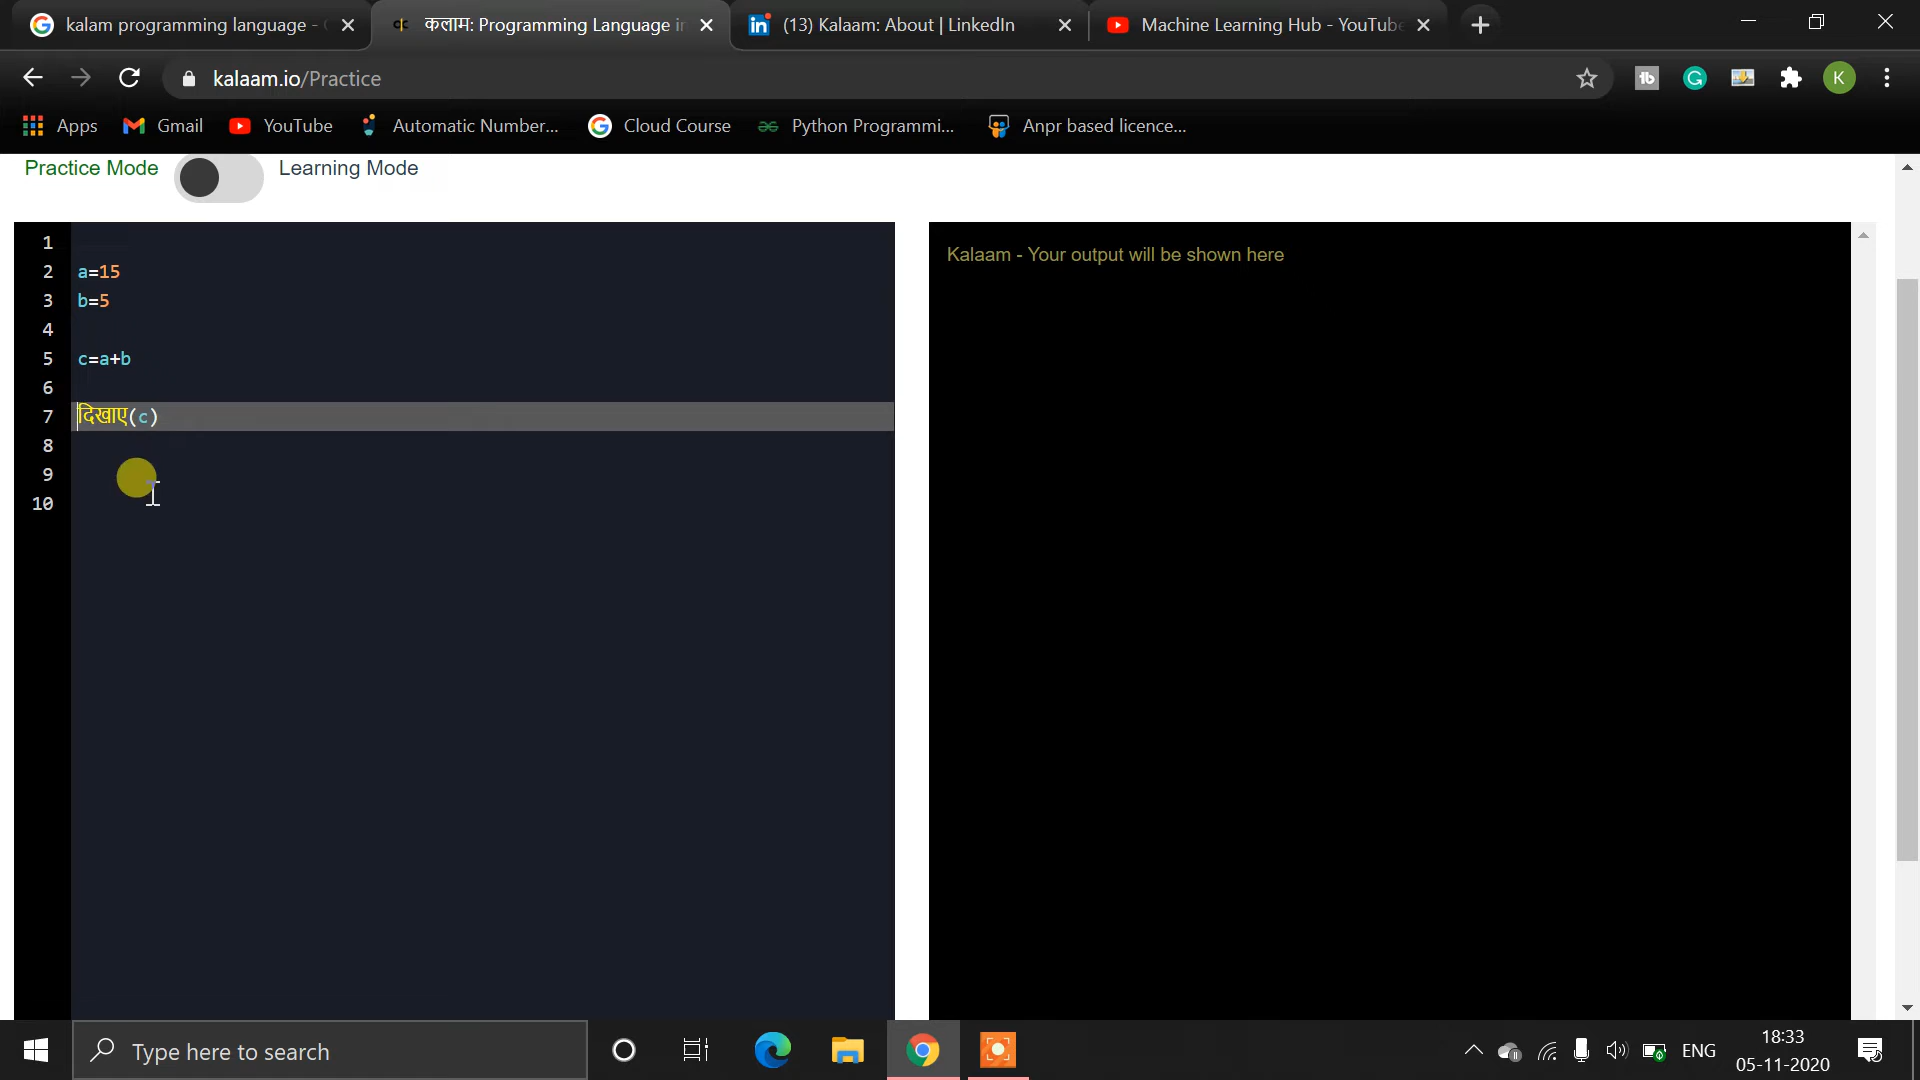 kalam programming language -
कलाम: Programming Language in
(13) Kalaam: About | LinkedIn
Machine Learning Hub - YouTube
kalaam.io/Practice
K
Apps
Gmail
YouTube
Automatic Number...
Cloud Course
Python Programmi...
Anpr based licence...
Practice Mode
Learning Mode
1
2 a=15
3 b=5
4
5 c=a+b
6
7 दिखाए(c)
8
9
10
Kalaam - Your output will be shown here
Type here to search
ENG
18:33
05-11-2020